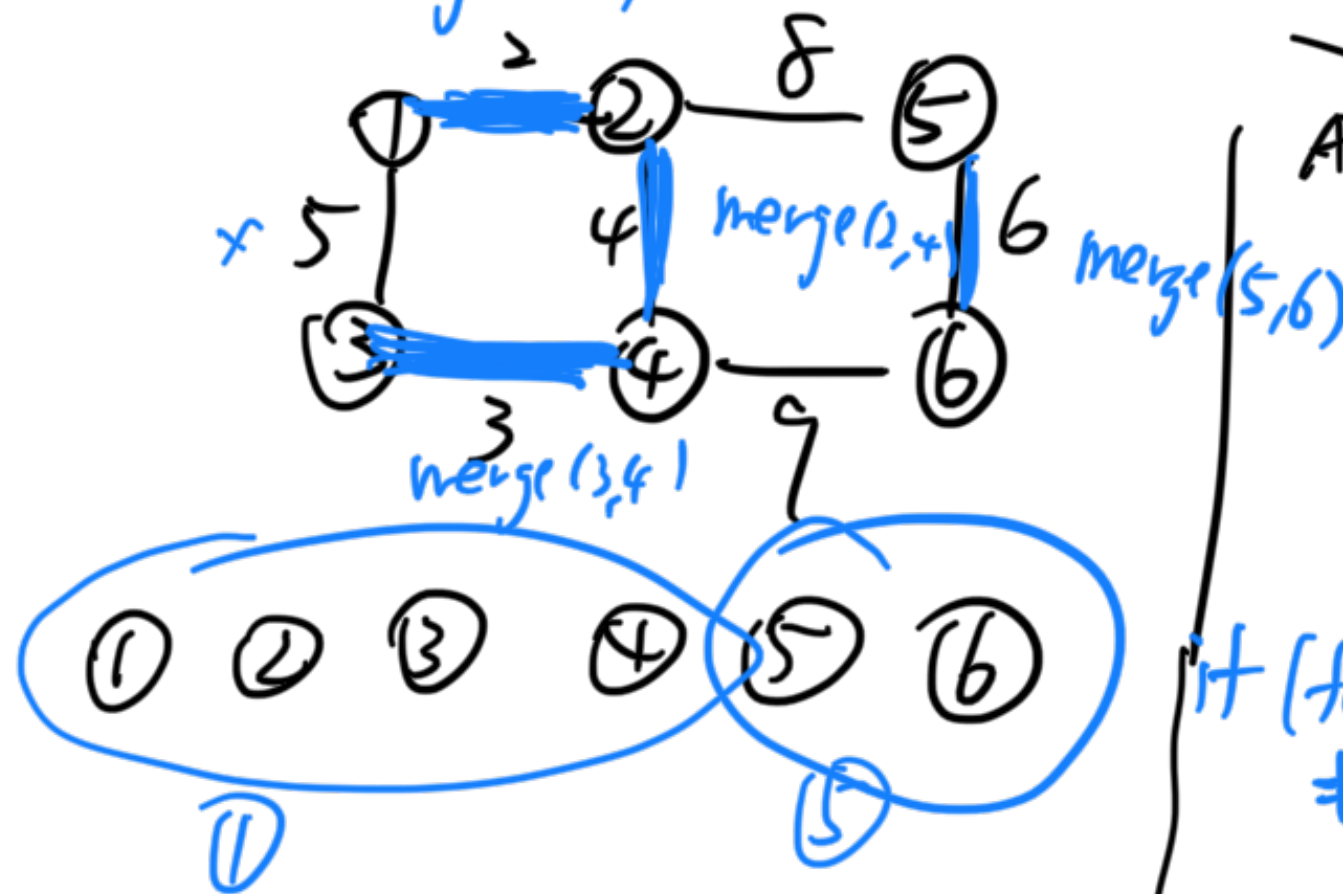 2 8
① ② ⑤
× 5 4 merge(2,4) 6 merge(5,6)
③ ④ ⑥
3 9
merge(3,4)
① ② ③ ④ ⑤ ⑥
① ⑤